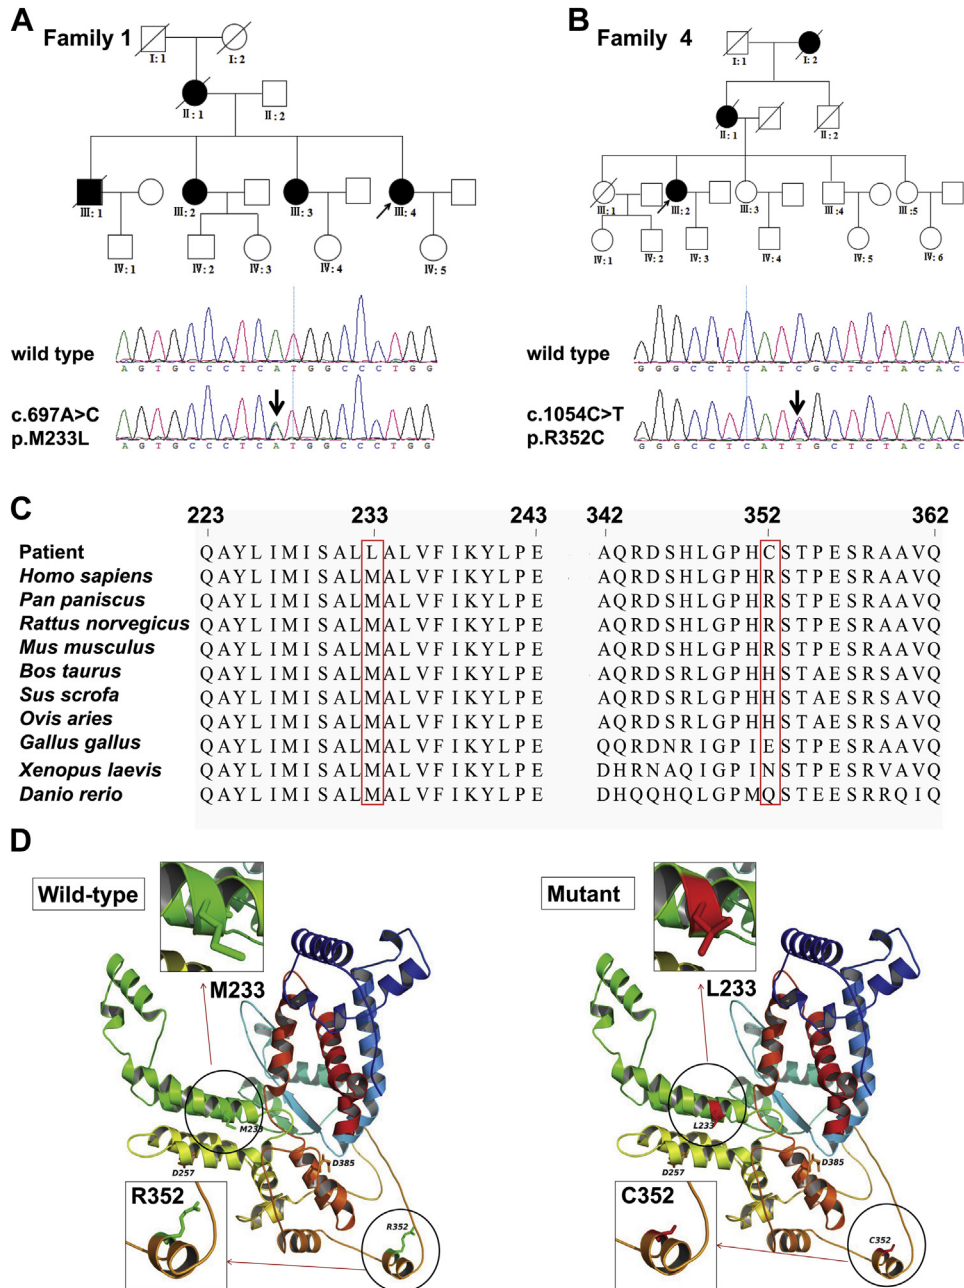 A
Family 1
I:1
I:2
II:1
II:2
III:1
III:2
III:3
III:4
IV:1
IV:2
IV:3
IV:4
IV:5
wild type
A G T G C C C T C A T G G C C C T G G
c.697A>C
p.M233L
A G T G C C C T C A T G G C C C T G G
B
Family 4
I:1
I:2
II:1
II:2
III:1
III:2
III:3
III:4
III:5
IV:1
IV:2
IV:3
IV:4
IV:5
IV:6
wild type
G G G C C T C A T C G C T C T A C A C
c.1054C>T
p.R352C
G G G C C T C A T T G C T C T A C A C
C
223 233 243 342 352 362
Patient QAYLIMISALLALVFIKYLPE AQRDSHLGPHCSTPESRAAVQ
Homo sapiens QAYLIMISALMALVFIKYLPE AQRDSHLGPHRSTPESRAAVQ
Pan paniscus QAYLIMISALMALVFIKYLPE AQRDSHLGPHRSTPESRAAVQ
Rattus norvegicus QAYLIMISALMALVFIKYLPE AQRDSHLGPHRSTPESRAAVQ
Mus musculus QAYLIMISALMALVFIKYLPE AQRDSHLGPHRSTPESRAAVQ
Bos taurus QAYLIMISALMALVFIKYLPE AQRDSRLGPHHSTAESRSAVQ
Sus scrofa QAYLIMISALMALVFIKYLPE AQRDSRLGPHHSTAESRSAVQ
Ovis aries QAYLIMISALMALVFIKYLPE AQRDSRLGPHHSTAESRSAVQ
Gallus gallus QAYLIMISALMALVFIKYLPE QQRDNRIGPIESTPESRAAVQ
Xenopus laevis QAYLIMISALMALVFIKYLPE DHRNAQIGPINSTPESRVAVQ
Danio rerio QAYLIMISALMALVFIKYLPE DHQQHQLGPMQSTEESRRQIQ
D
Wild-type
M233
M233
D257
D385
R352
R352
Mutant
L233
L233
D257
D385
C352
C352